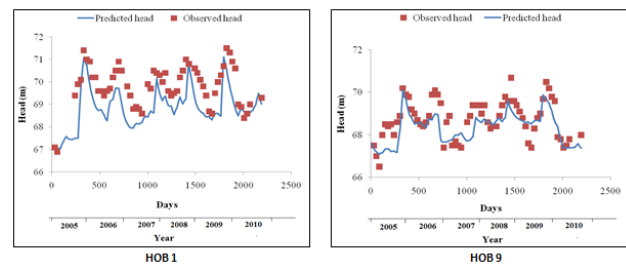 Predicted head Observed head
72
71
70
69
68
67
66
Head (m)
0 500 1000 1500 2000 2500
Days
2005 2006 2007 2008 2009 2010
Year
HOB 1
Observed head Predicted head
72
70
68
66
Head (m)
0 500 1000 1500 2000 2500
Days
2005 2006 2007 2008 2009 2010
Year
HOB 9